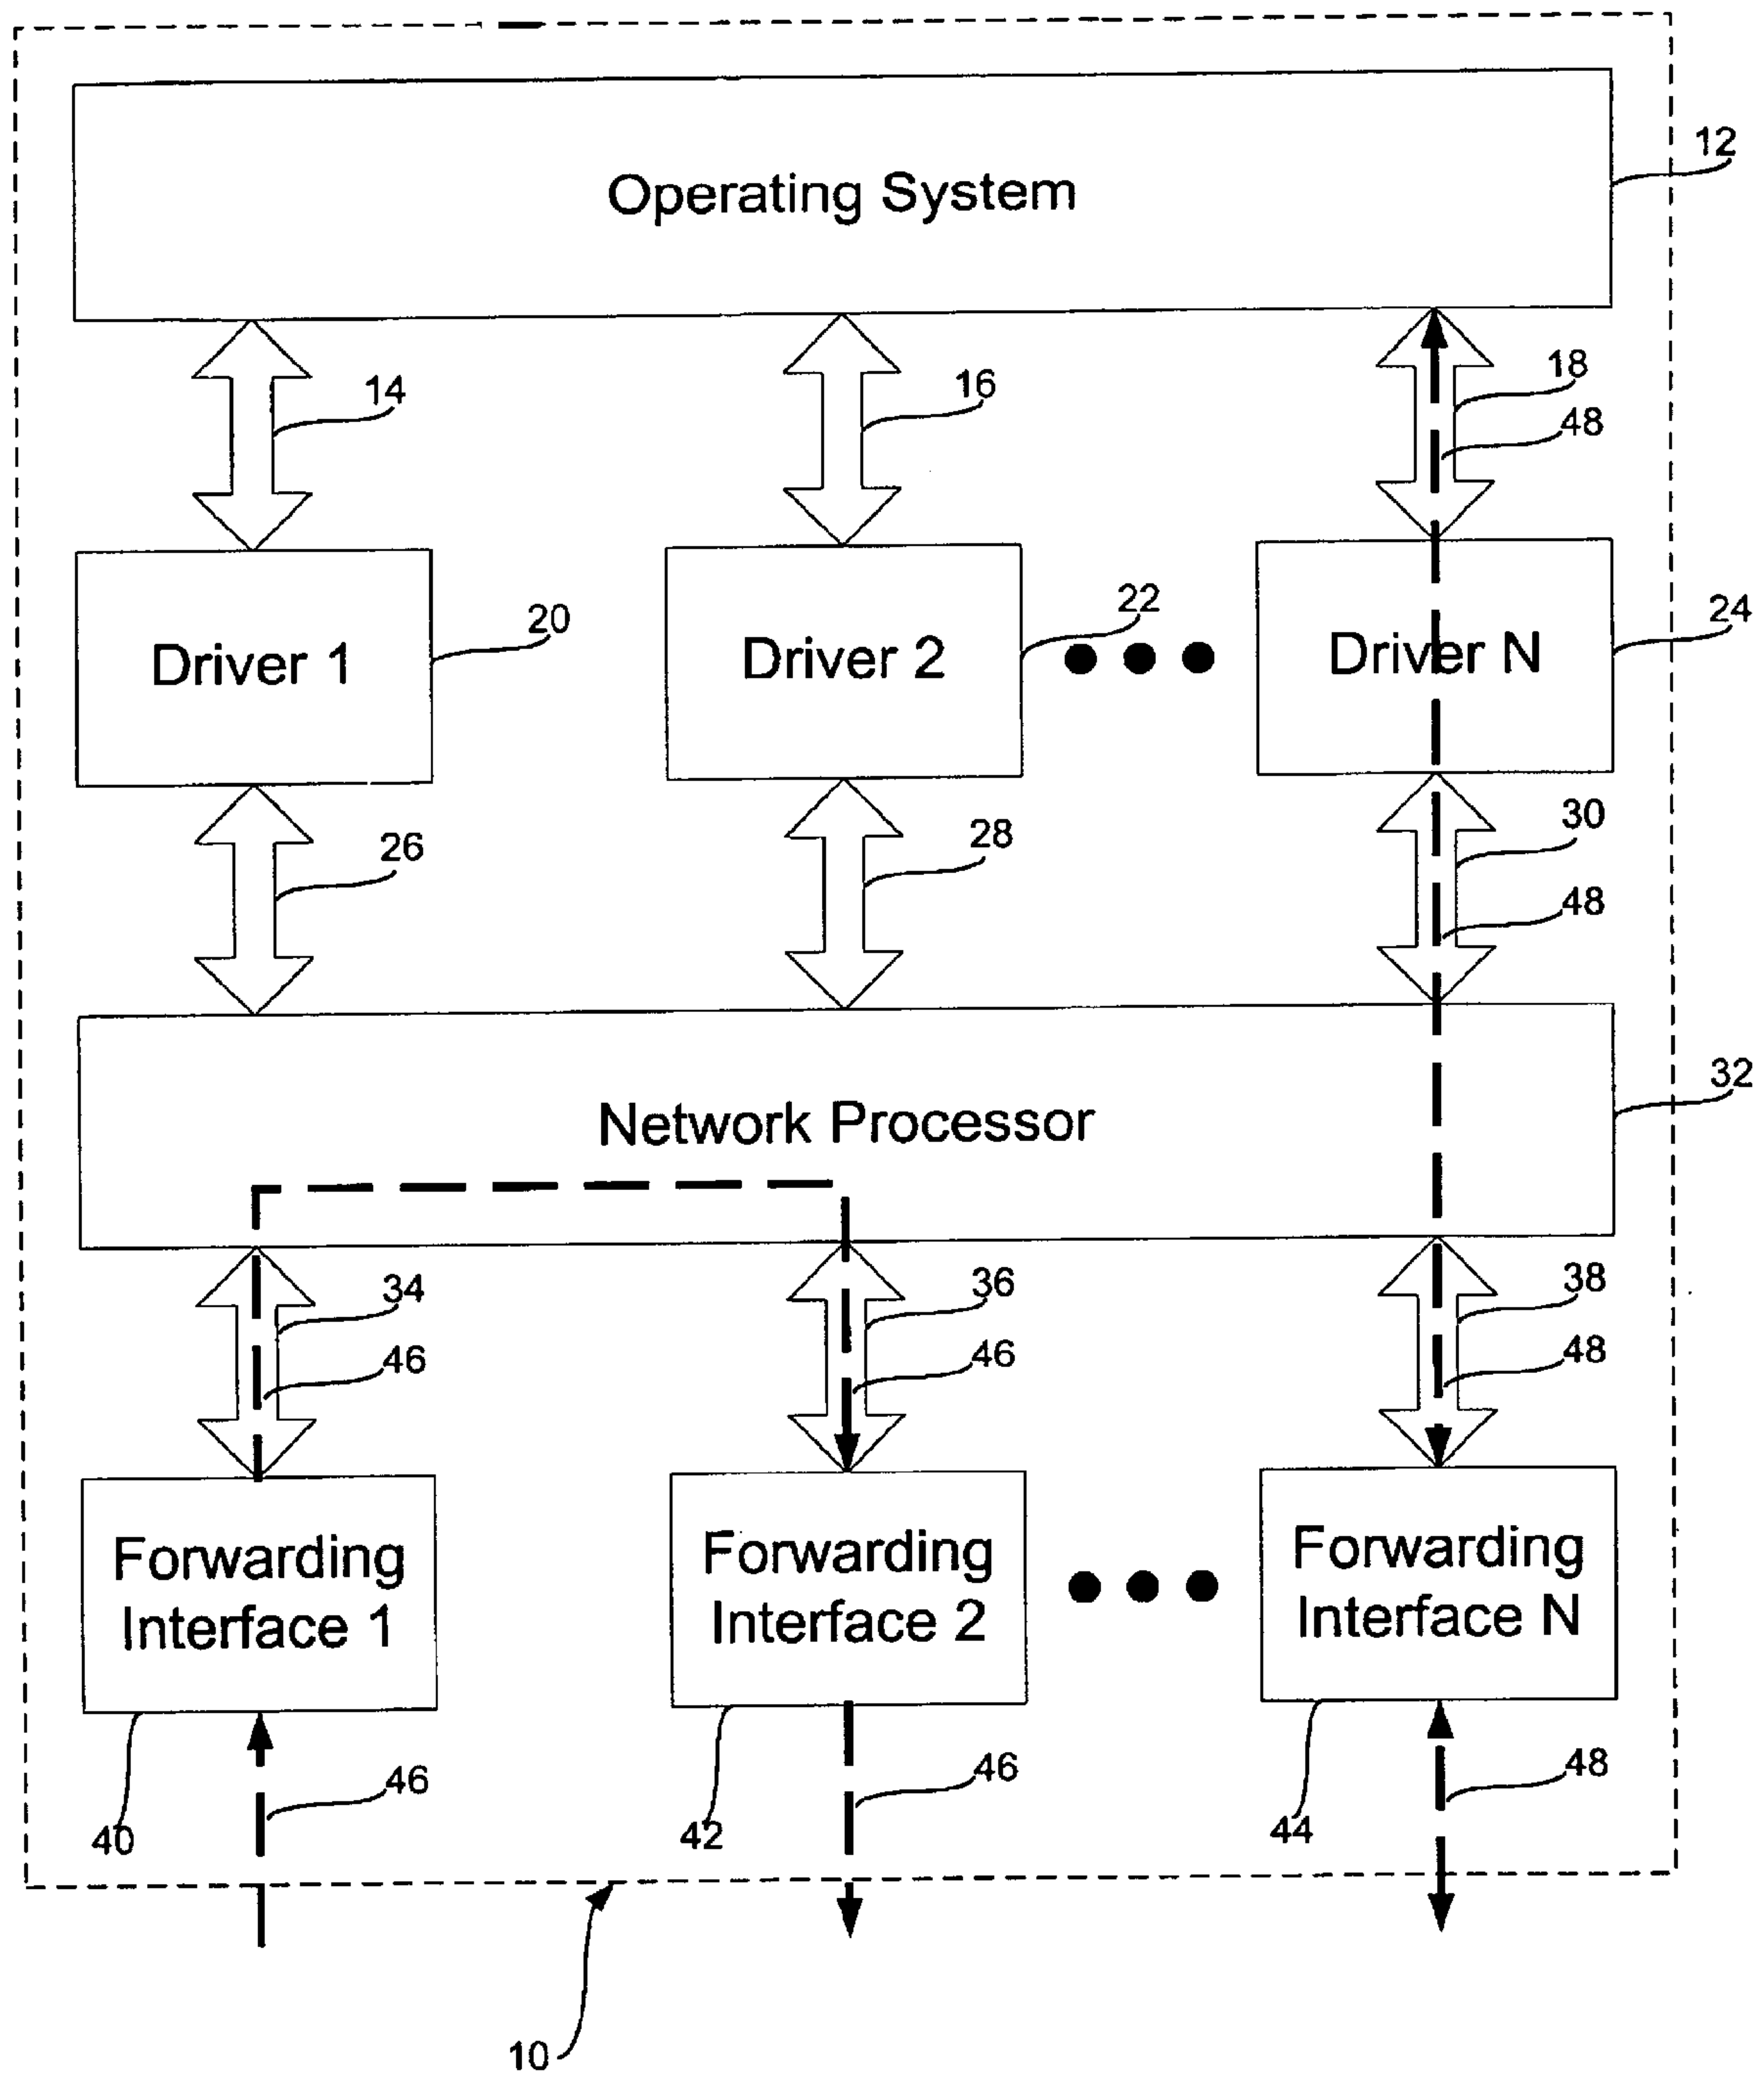 Operating System
12
14
16
18
48
Driver 1
20
Driver 2
22
Driver N
24
26
28
30
48
Network Processor
32
34
46
36
46
38
48
Forwarding
Interface 1
Forwarding
Interface 2
Forwarding
Interface N
40
46
42
46
44
48
10